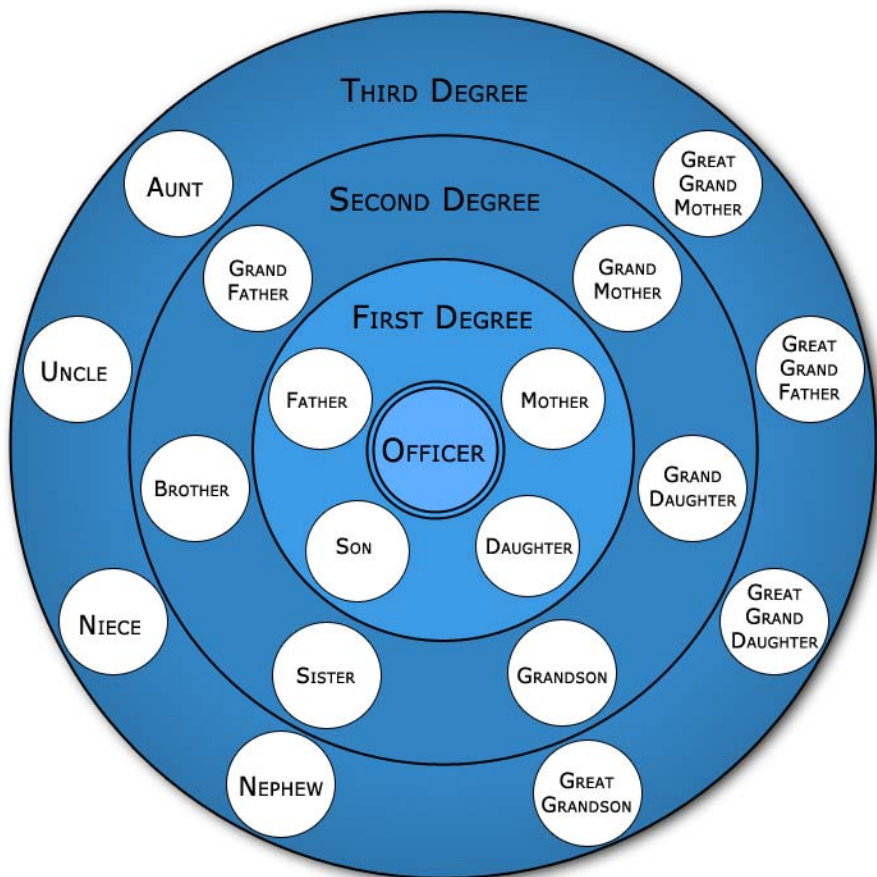 Third Degree
Aunt
Great
Grand
Mother
Second Degree
Grand
Father
Grand
Mother
First Degree
Uncle
Great
Grand
Father
Father
Mother
Officer
Brother
Grand
Daughter
Son
Daughter
Niece
Great
Grand
Daughter
Sister
Grandson
Nephew
Great
Grandson